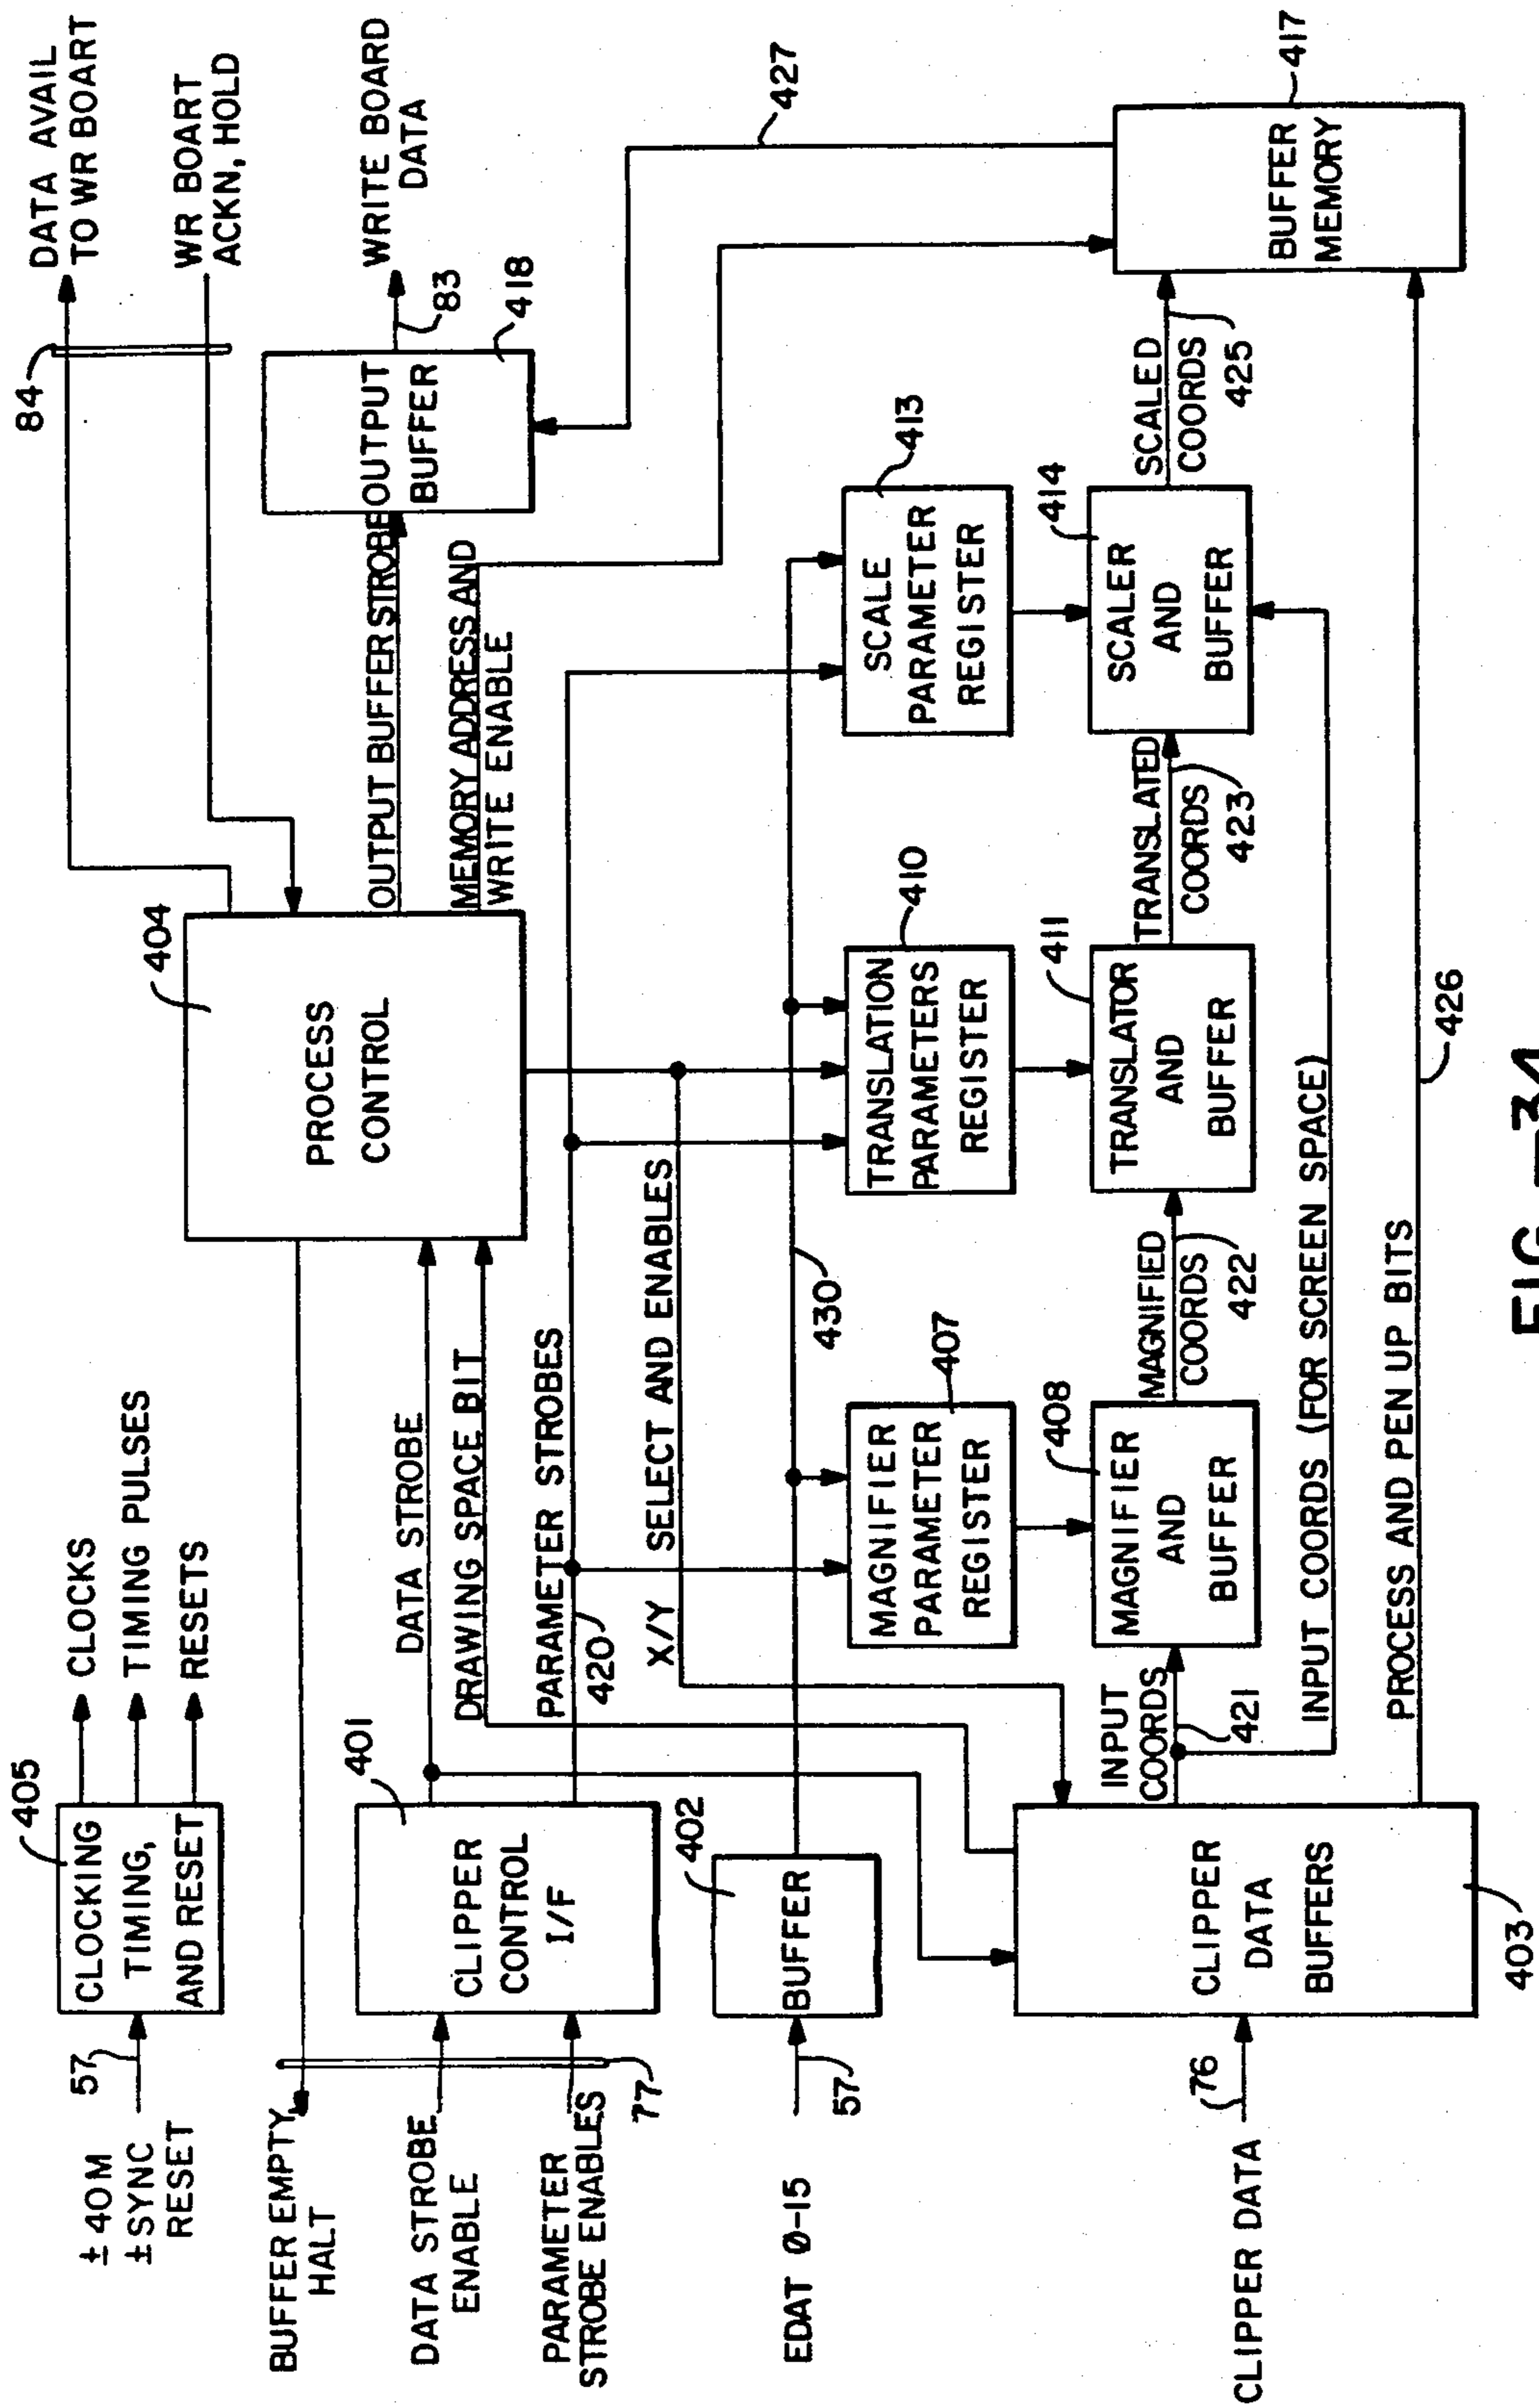 ± 40M
± SYNC
RESET
57
CLOCKING
TIMING,
AND RESET
405
CLOCKS
TIMING PULSES
RESETS
BUFFER EMPTY
HALT
DATA STROBE
ENABLE
PARAMETER
STROBE ENABLES
77
CLIPPER
CONTROL
I/F
401
DATA STROBE
DRAWING SPACE BIT
PARAMETER STROBES
420
X/Y SELECT AND ENABLES
PROCESS
CONTROL
404
84
DATA AVAIL
TO WR BOART
WR BOART
ACKN, HOLD
OUTPUT BUFFER STROBE
MEMORY ADDRESS AND
WRITE ENABLE
OUTPUT
BUFFER
418
83
WRITE BOARD
DATA
427
EDAT 0-15
57
BUFFER
402
430
MAGNIFIER
PARAMETER
REGISTER
407
TRANSLATION
PARAMETERS
REGISTER
410
SCALE
PARAMETER
REGISTER
413
CLIPPER DATA
76
CLIPPER
DATA
BUFFERS
403
INPUT
COORDS
421
MAGNIFIER
AND
BUFFER
408
MAGNIFIED
COORDS
422
TRANSLATOR
AND
BUFFER
411
TRANSLATED
COORDS
423
SCALER
AND
BUFFER
414
SCALED
COORDS
425
BUFFER
MEMORY
417
INPUT COORDS (FOR SCREEN SPACE)
PROCESS AND PEN UP BITS
426